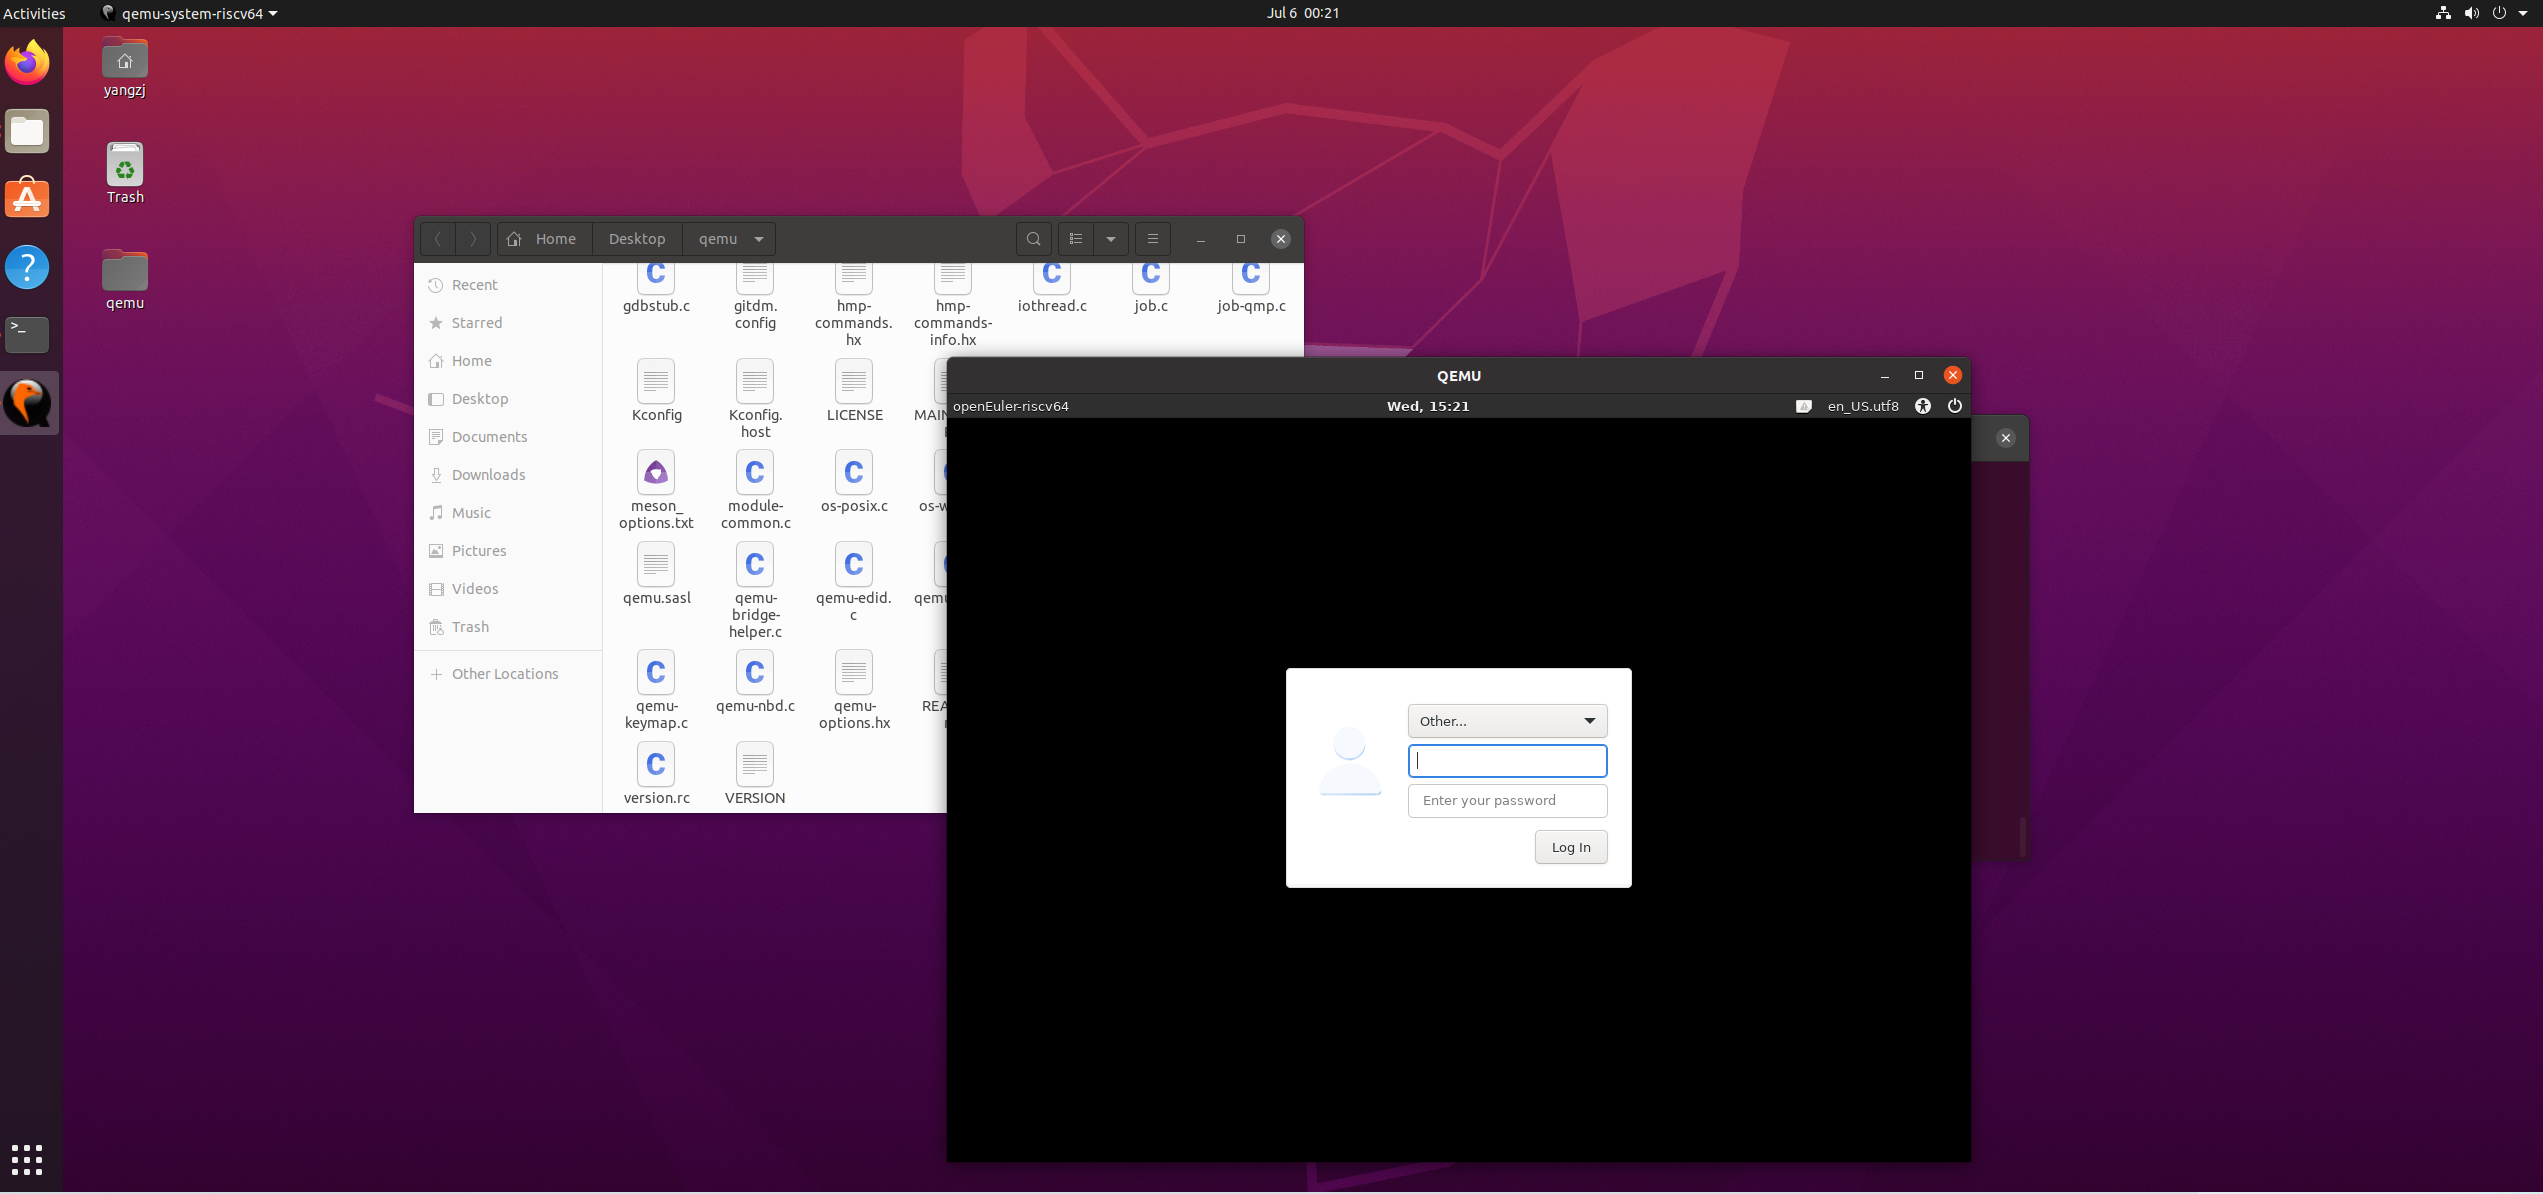 Activities
qemu-system-riscv64
Jul 6 00:21
yangzj
Trash
qemu
Home
Desktop
qemu
Recent
Starred
Home
Desktop
Documents
Downloads
Music
Pictures
Videos
Trash
Other Locations
gdbstub.c
gitdm.
config
hmp-
commands.
hx
hmp-
commands-
info.hx
iothread.c
job.c
job-qmp.c
Kconfig
Kconfig.
host
LICENSE
MAIN
meson_
options.txt
module-
common.c
os-posix.c
os-w
qemu.sasl
qemu-
bridge-
helper.c
qemu-edid.
c
qemu
qemu-
keymap.c
qemu-nbd.c
qemu-
options.hx
REA
version.rc
VERSION
QEMU
openEuler-riscv64
Wed, 15:21
en_US.utf8
Other...
Enter your password
Log In